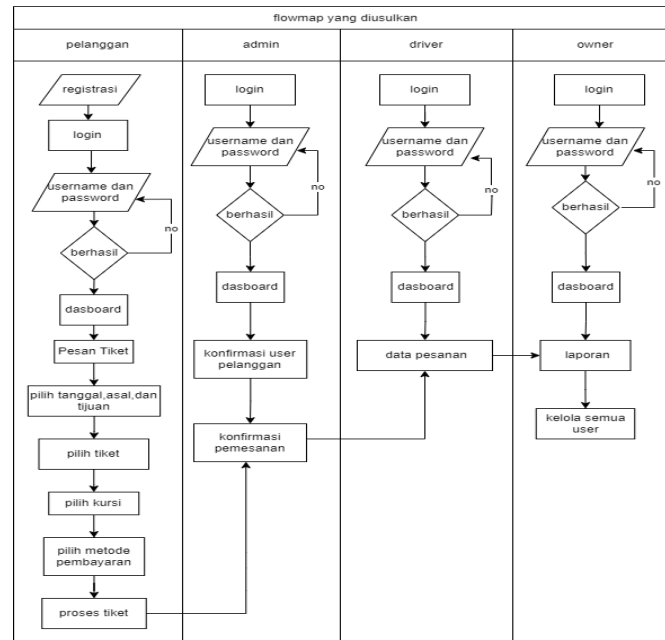 flowmap yang diusulkan
pelanggan
admin
driver
owner
registrasi
login
username dan
password
no
berhasil
dasboard
Pesan Tiket
pilih tanggal,asal,dan
tijuan
pilih tiket
pilih kursi
pilih metode
pembayaran
proses tiket
login
username dan
password
no
berhasil
dasboard
konfirmasi user
pelanggan
konfirmasi
pemesanan
login
username dan
password
no
berhasil
dasboard
data pesanan
login
username dan
password
no
berhasil
dasboard
laporan
kelola semua
user